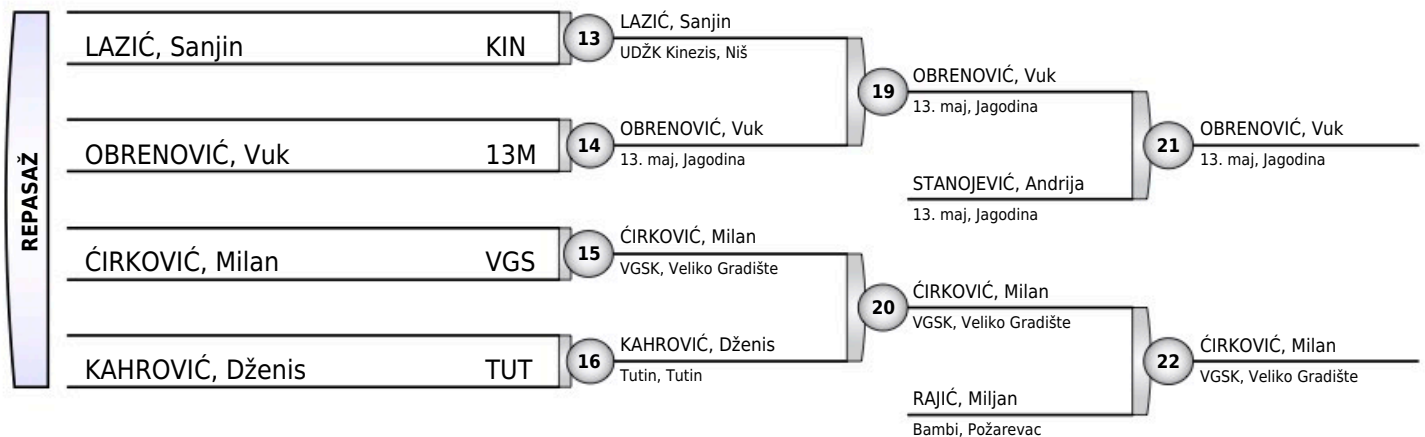 REPASAŽ
LAZIĆ, Sanjin KIN
OBRENOVIĆ, Vuk 13M
ĆIRKOVIĆ, Milan VGS
KAHROVIĆ, Dženis TUT
13
LAZIĆ, Sanjin
UDŽK Kinezis, Niš
14
OBRENOVIĆ, Vuk
13. maj, Jagodina
15
ĆIRKOVIĆ, Milan
VGSK, Veliko Gradište
16
KAHROVIĆ, Dženis
Tutin, Tutin
19
OBRENOVIĆ, Vuk
13. maj, Jagodina
STANOJEVIĆ, Andrija
13. maj, Jagodina
20
ĆIRKOVIĆ, Milan
VGSK, Veliko Gradište
RAJIĆ, Miljan
Bambi, Požarevac
21
OBRENOVIĆ, Vuk
13. maj, Jagodina
22
ĆIRKOVIĆ, Milan
VGSK, Veliko Gradište